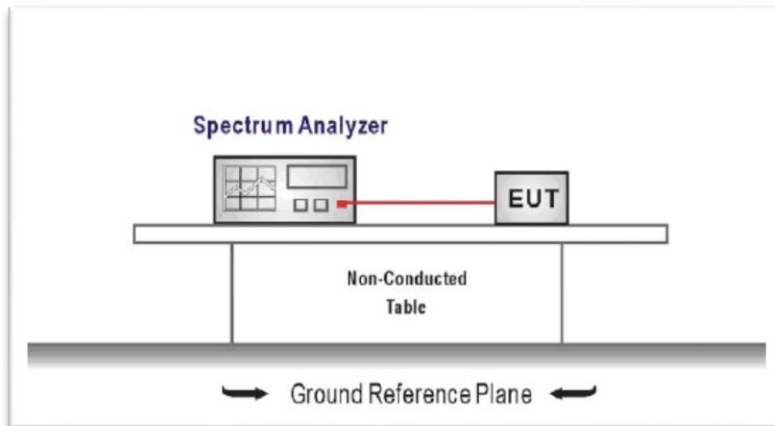 Spectrum Analyzer
EUT
Non-Conducted
Table
Ground Reference Plane